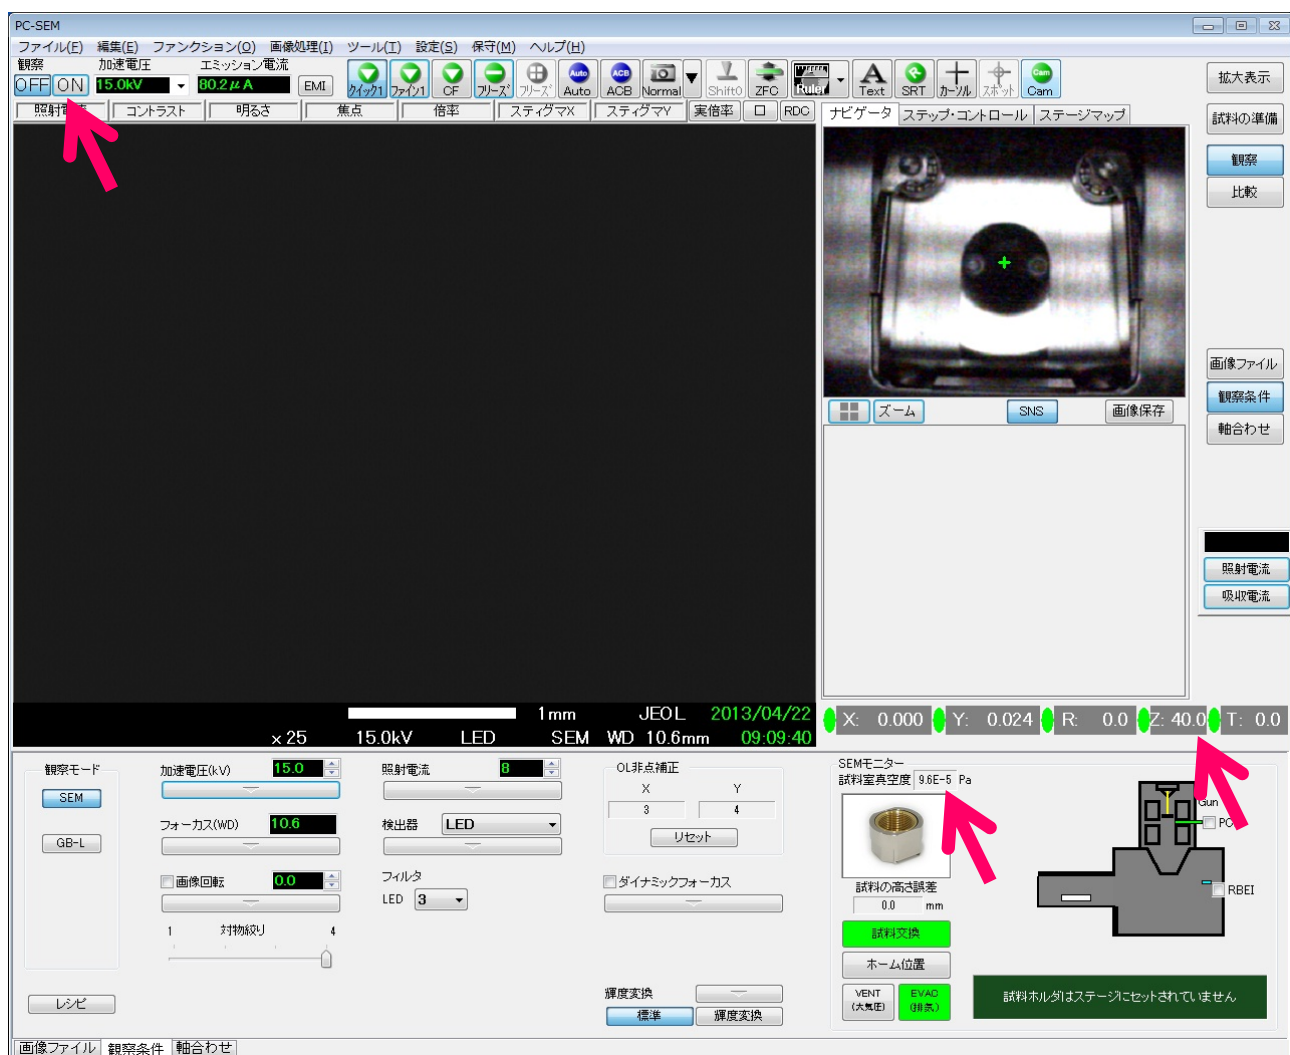 PC-SEM
ファイル(F) 編集(E) ファンクション(O) 画像処理(I) ツール(T) 設定(S) 保守(M) ヘルプ(H)
観察 加速電圧 エミッション電流
OFF ON 15.0kV 80.2μA EMI クイック1 ファイン1 CF フリーズ フリーズ Auto ACB Normal Shift0 ZFC Ruler Text SRT カーソル スポット Cam
Auto ACB Cam
拡大表示
照射電流 コントラスト 明るさ 焦点 倍率 スティグマX スティグマY 実倍率 RDC
ナビゲータ ステップ・コントロール ステージマップ
試料の準備
観察
比較
画像ファイル
観察条件
軸合わせ
ズーム SNS 画像保存
照射電流
吸収電流
1mm JEOL 2013/04/22
x 25 15.0kV LED SEM WD 10.6mm 09:09:40
X: 0.000 Y: 0.024 R: 0.0 Z: 40.0 T: 0.0
観察モード
SEM
GB-L
レシピ
加速電圧(kV) 15.0
フォーカス(WD) 10.6
画像回転 0.0
1 対物絞り 4
照射電流 8
検出器 LED
フィルタ
LED 3
OL非点補正
X Y
3 4
リセット
ダイナミックフォーカス
輝度変換
標準 輝度変換
SEMモニター
試料室真空度 9.6E-5 Pa
試料の高さ誤差
0.0 mm
試料交換
ホーム位置
VENT
(大気圧)
EVAC
(排気)
Gun
RBEI
試料ホルダはステージにセットされていません
画像ファイル 観察条件 軸合わせ